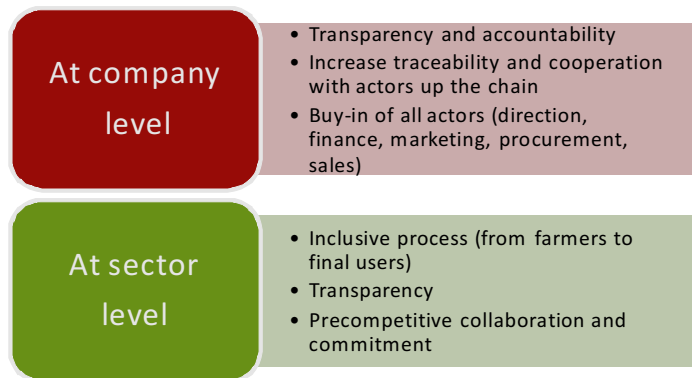 At company
level
• Transparency and accountability
• Increase traceability and cooperation
with actors up the chain
• Buy-in of all actors (direction,
finance, marketing, procurement,
sales)
At sector
level
• Inclusive process (from farmers to
final users)
• Transparency
• Precompetitive collaboration and
commitment